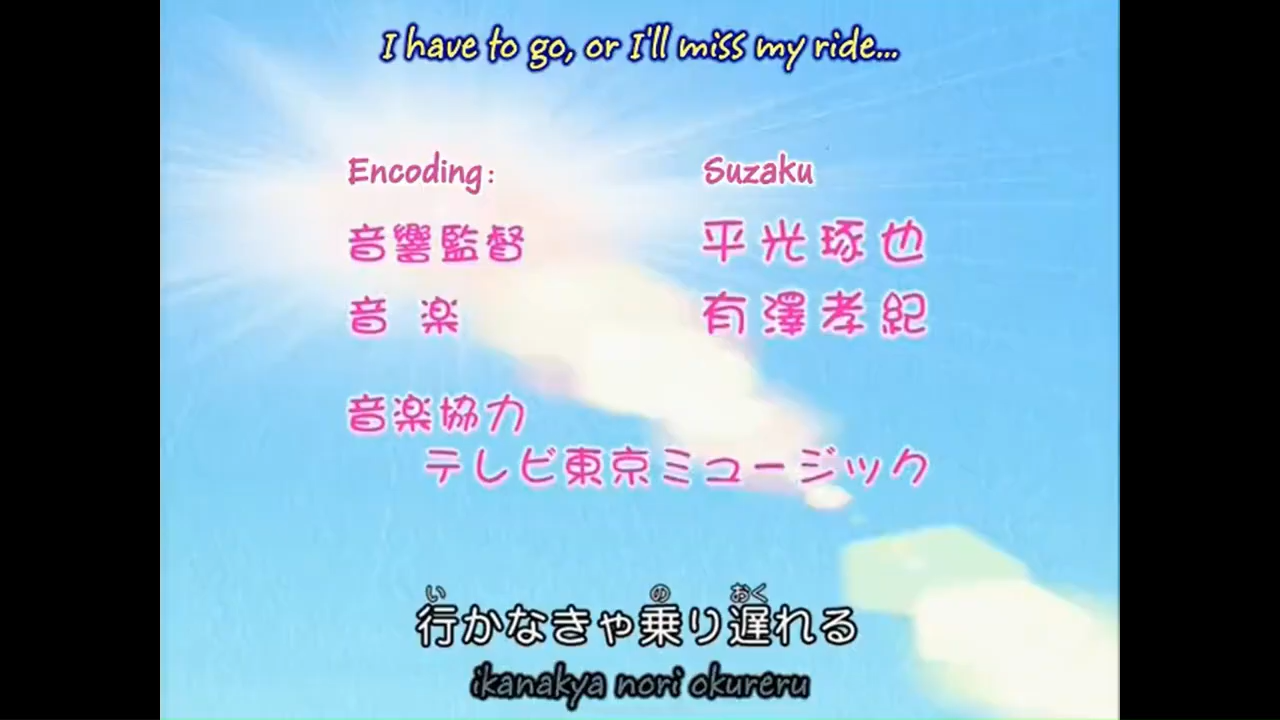 I have to go, or I'll miss my ride...
Encoding: Suzaku
音響監督 平光琢也
音 楽 有澤孝紀
音楽協力
テレビ東京ミュージック
い の おく
行かなきゃ乗り遅れる
ikanakya nori okureru